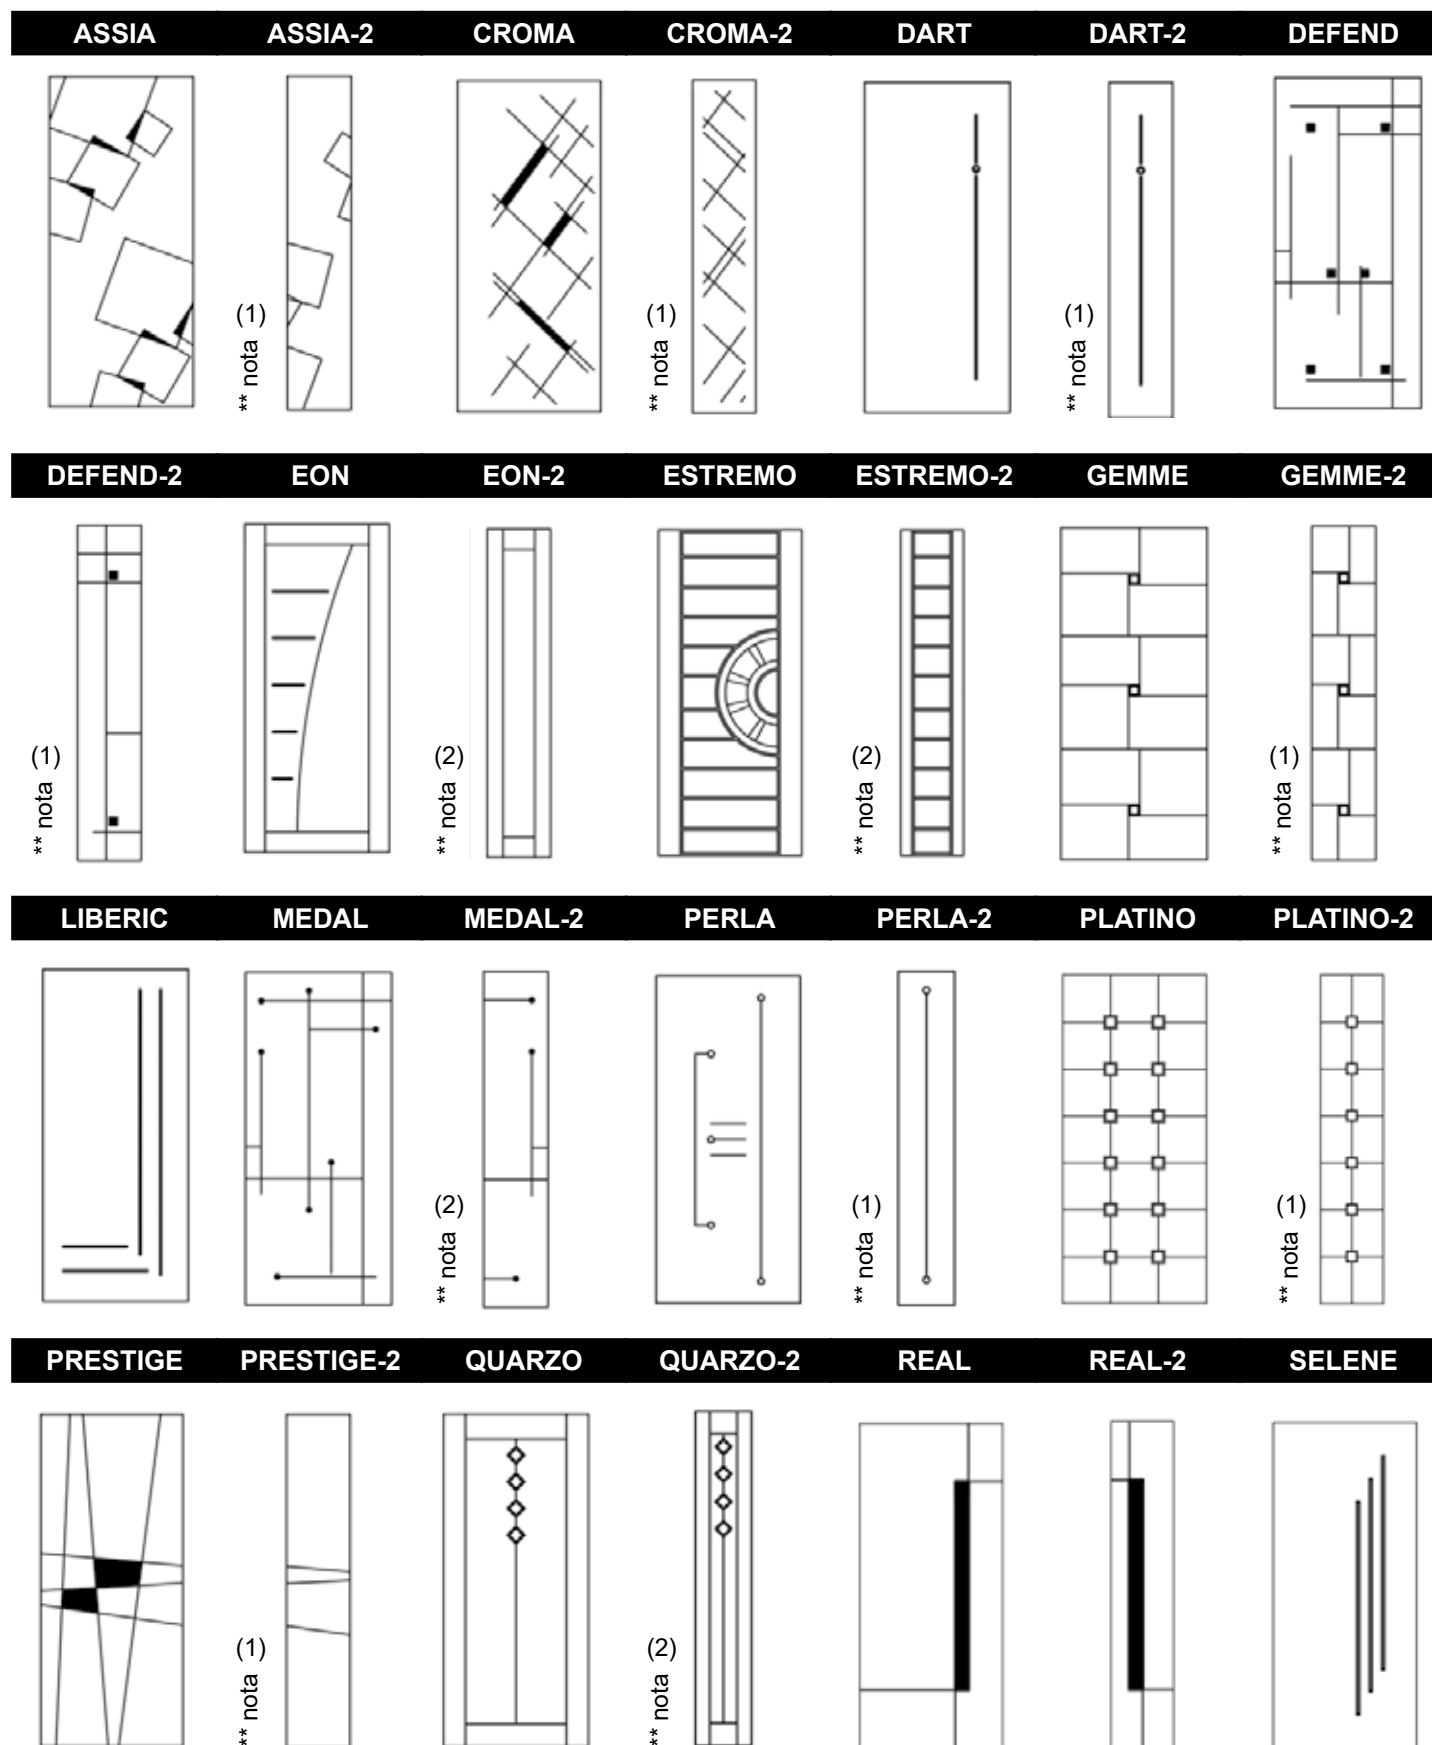 ASSIA ASSIA-2 CROMA CROMA-2 DART DART-2 DEFEND
** nota (1) ** nota (1) ** nota (1)
DEFEND-2 EON EON-2 ESTREMO ESTREMO-2 GEMME GEMME-2
** nota (1) ** nota (2) ** nota (2) ** nota (1)
LIBERIC MEDAL MEDAL-2 PERLA PERLA-2 PLATINO PLATINO-2
** nota (2) ** nota (1) ** nota (1)
PRESTIGE PRESTIGE-2 QUARZO QUARZO-2 REAL REAL-2 SELENE
** nota (1) ** nota (2)